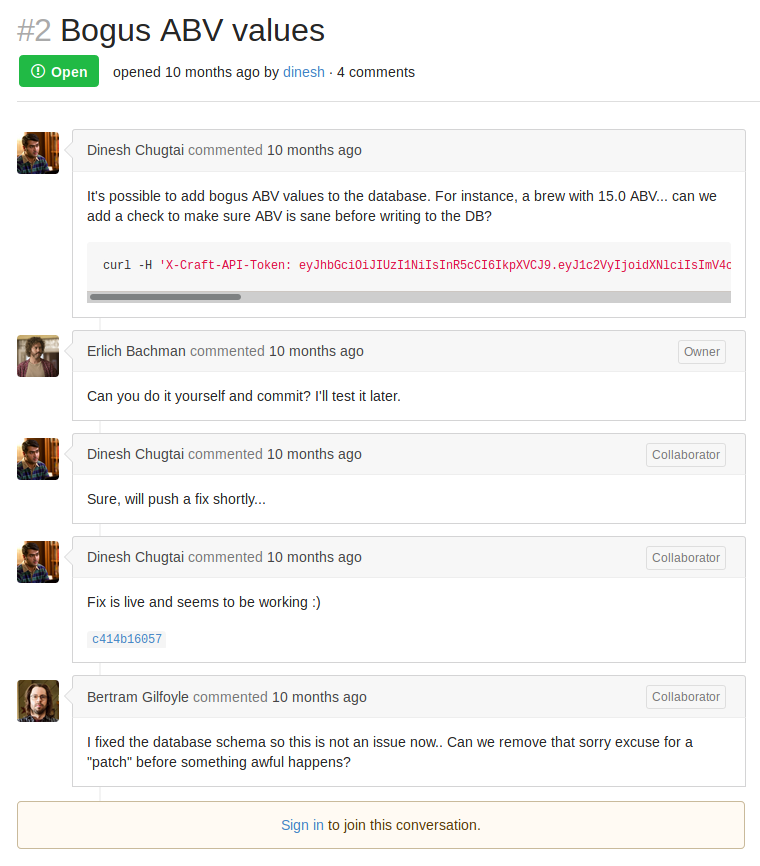 #2 Bogus ABV values
Open opened 10 months ago by dinesh · 4 comments
Dinesh Chugtai commented 10 months ago
It's possible to add bogus ABV values to the database. For instance, a brew with 15.0 ABV... can we
add a check to make sure ABV is sane before writing to the DB?
curl -H 'X-Craft-API-Token: eyJhbGciOiJIUzI1NiIsInR5cCI6IkpXVCJ9.eyJ1c2VyIjoidXNlciIsImV4c
Erlich Bachman commented 10 months ago Owner
Can you do it yourself and commit? I'll test it later.
Dinesh Chugtai commented 10 months ago Collaborator
Sure, will push a fix shortly...
Dinesh Chugtai commented 10 months ago Collaborator
Fix is live and seems to be working :)
c414b16057
Bertram Gilfoyle commented 10 months ago Collaborator
I fixed the database schema so this is not an issue now.. Can we remove that sorry excuse for a
"patch" before something awful happens?
Sign in to join this conversation.